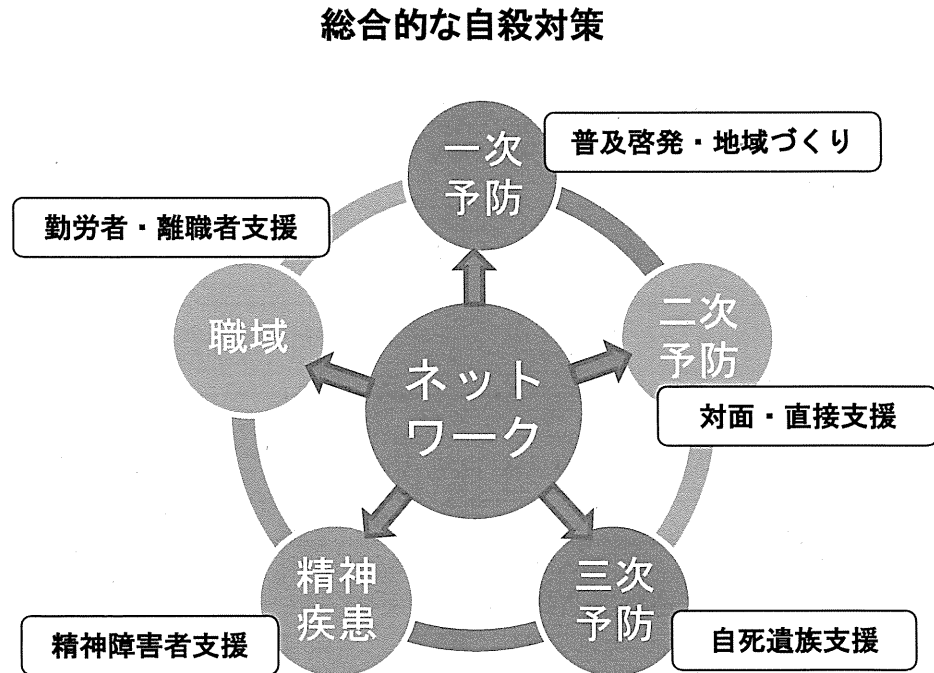 総合的な自殺対策
一次
予防
普及啓発・地域づくり
勤労者・離職者支援
職域
二次
予防
ネット
ワーク
対面・直接支援
精神
疾患
三次
予防
精神障害者支援
自死遺族支援